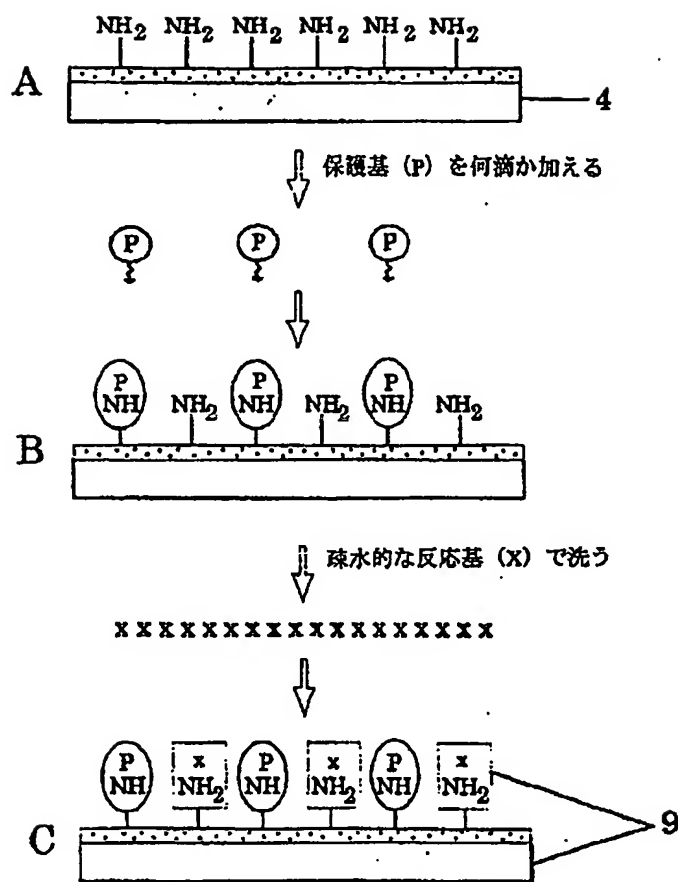 NH2 NH2 NH2 NH2 NH2 NH2
A
4
保護基 (P) を何滴か加える
P P P
P P P
NH NH2 NH NH2 NH NH2
B
疎水的な反応基 (X) で洗う
x x x x x x x x x x x x x x x x x x
P x P x P x
NH NH2 NH NH2 NH NH2
C
9